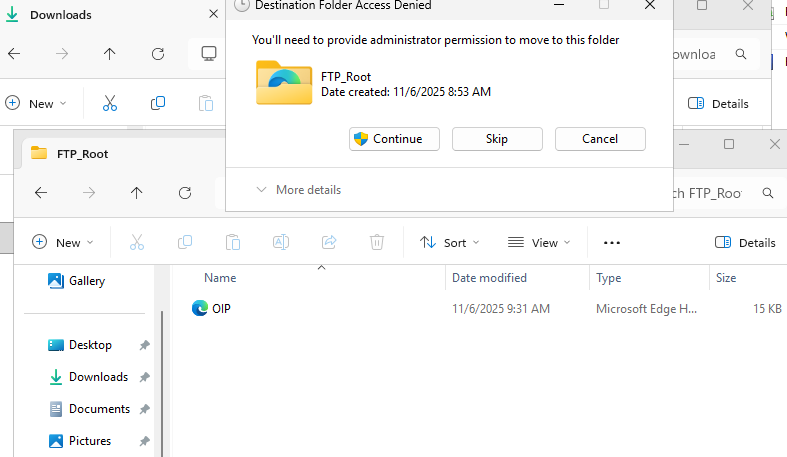 Downloads
Destination Folder Access Denied
You'll need to provide administrator permission to move to this folder
FTP_Root
Date created: 11/6/2025 8:53 AM
Continue
Skip
Cancel
More details
New
Details
FTP_Root
FTP_Roo
New
Sort
View
Details
Gallery
Desktop
Downloads
Documents
Pictures
Name
Date modified
Type
Size
OIP
11/6/2025 9:31 AM
Microsoft Edge H...
15 KB